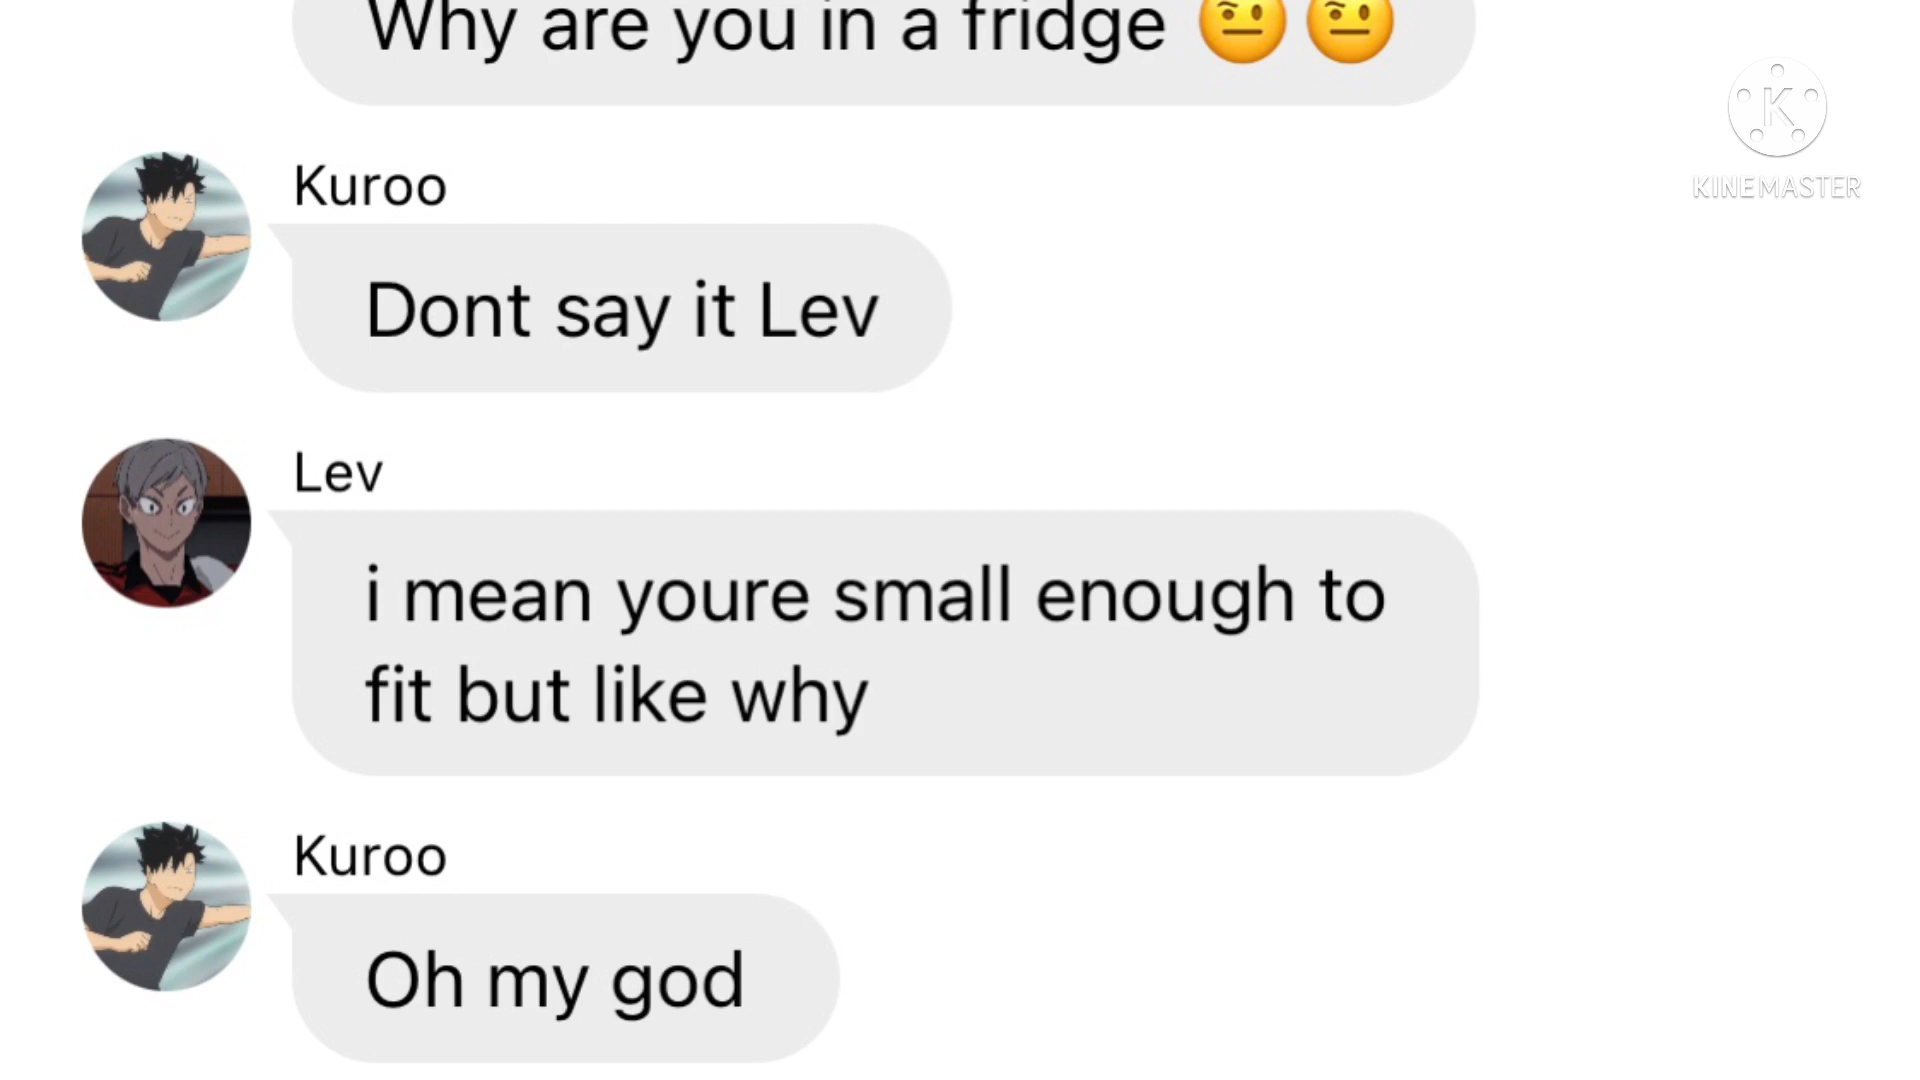 Why are you in a fridge 🤨🤨
K
KINEMASTER
Kuroo
Dont say it Lev
Lev
i mean youre small enough to
fit but like why
Kuroo
Oh my god